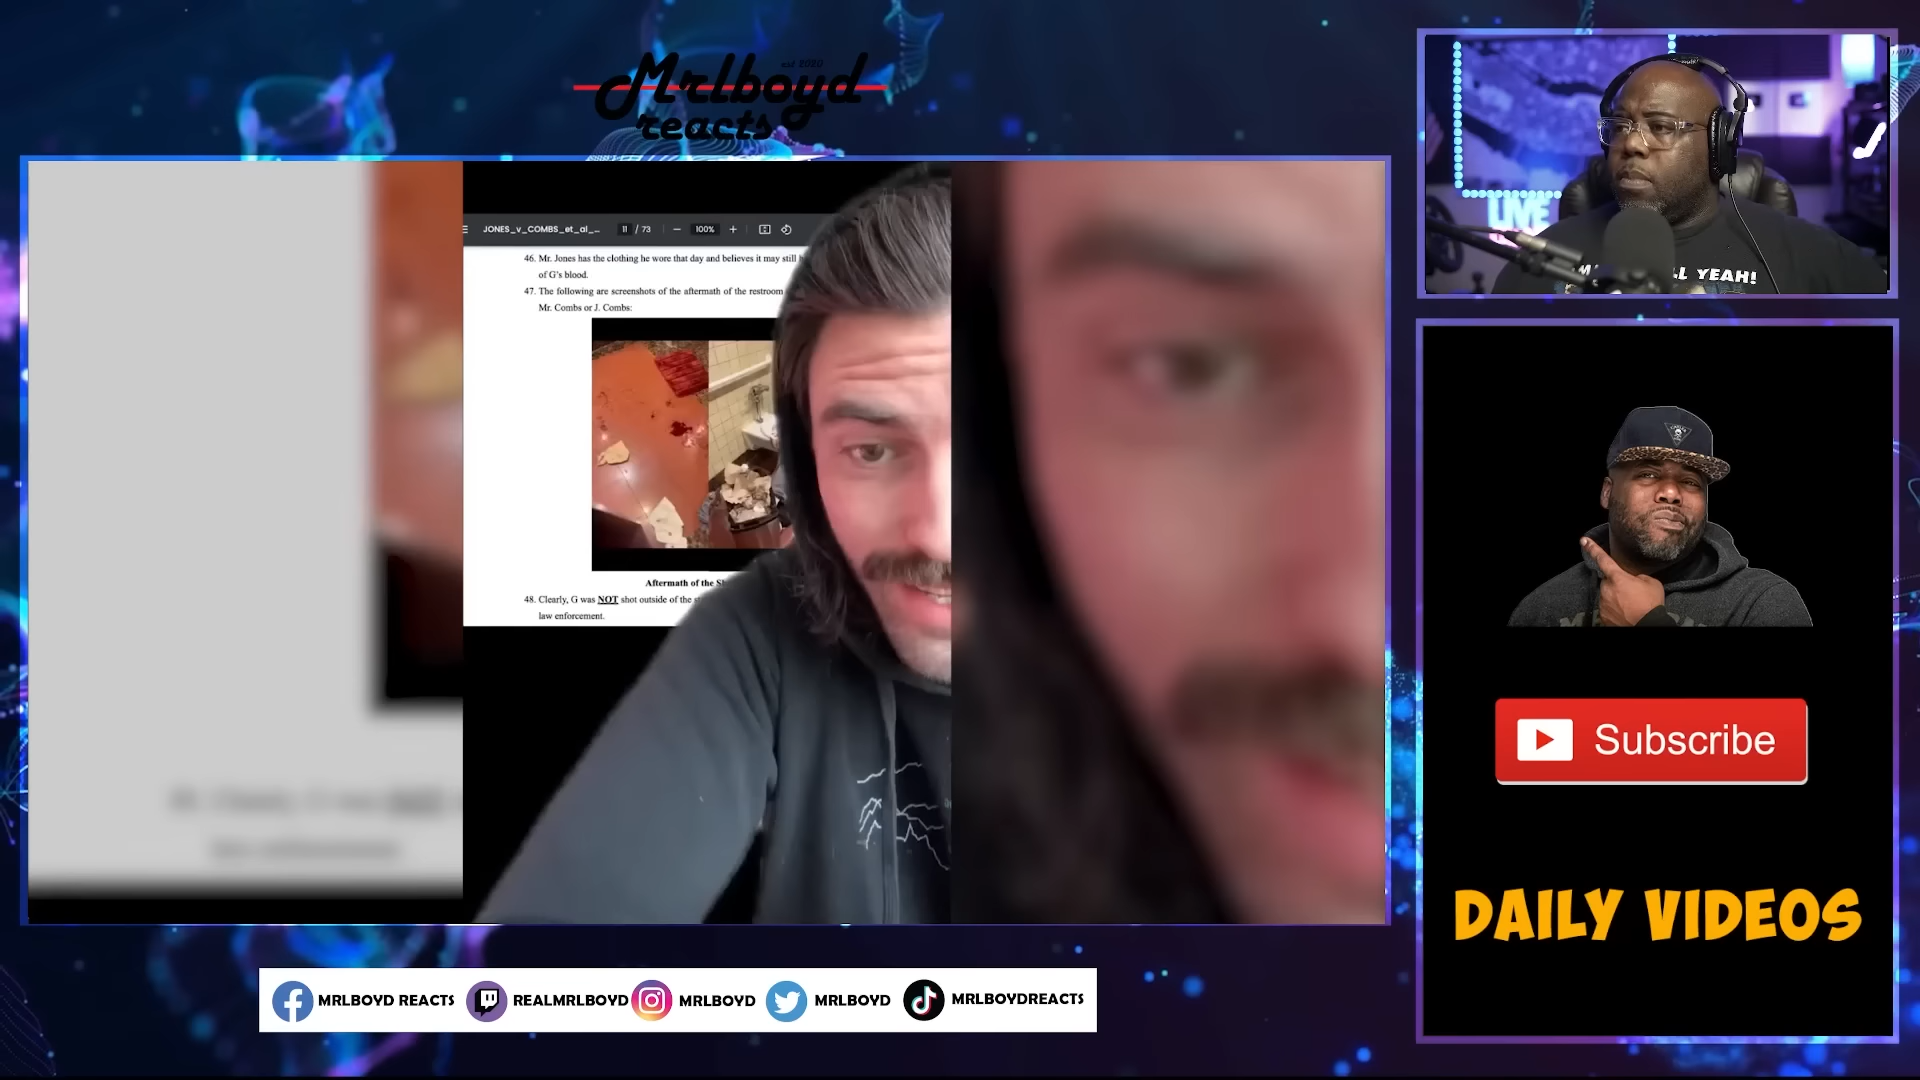 Mrlboyd
est 2020
reacts
LIVE
LL YEAH!
JONES_v_COMBS_et_al_... 11 / 73 100%
46. Mr. Jones has the clothing he wore that day and believes it may still
of G's blood.
47. The following are screenshots of the aftermath of the restroom
Mr. Combs or J. Combs:
Aftermath of the
48. Clearly, G was NOT shot outside of the
law enforcement.
Subscribe
DAILY VIDEOS
MRLBOYD REACTS REALMRLBOYD MRLBOYD MRLBOYD MRLBOYDREACTS